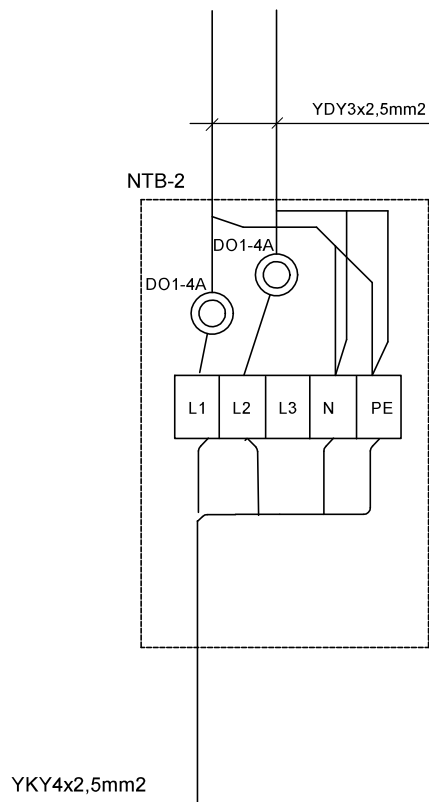 YDY3x2,5mm2
NTB-2
DO1-4A
DO1-4A
L1 L2 L3 N PE
YKY4x2,5mm2